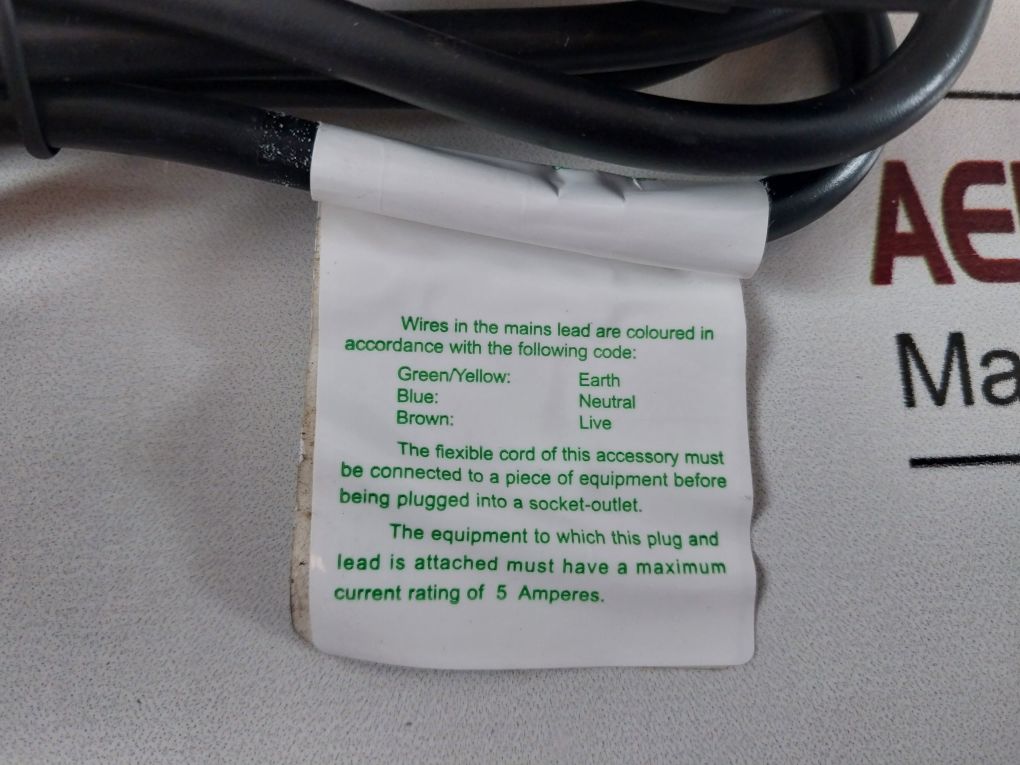 Wires in the mains lead are coloured in
accordance with the following code:
Green/Yellow: Earth
Blue: Neutral
Brown: Live
The flexible cord of this accessory must
be connected to a piece of equipment before
being plugged into a socket-outlet.
The equipment to which this plug and
lead is attached must have a maximum
current rating of 5 Amperes.